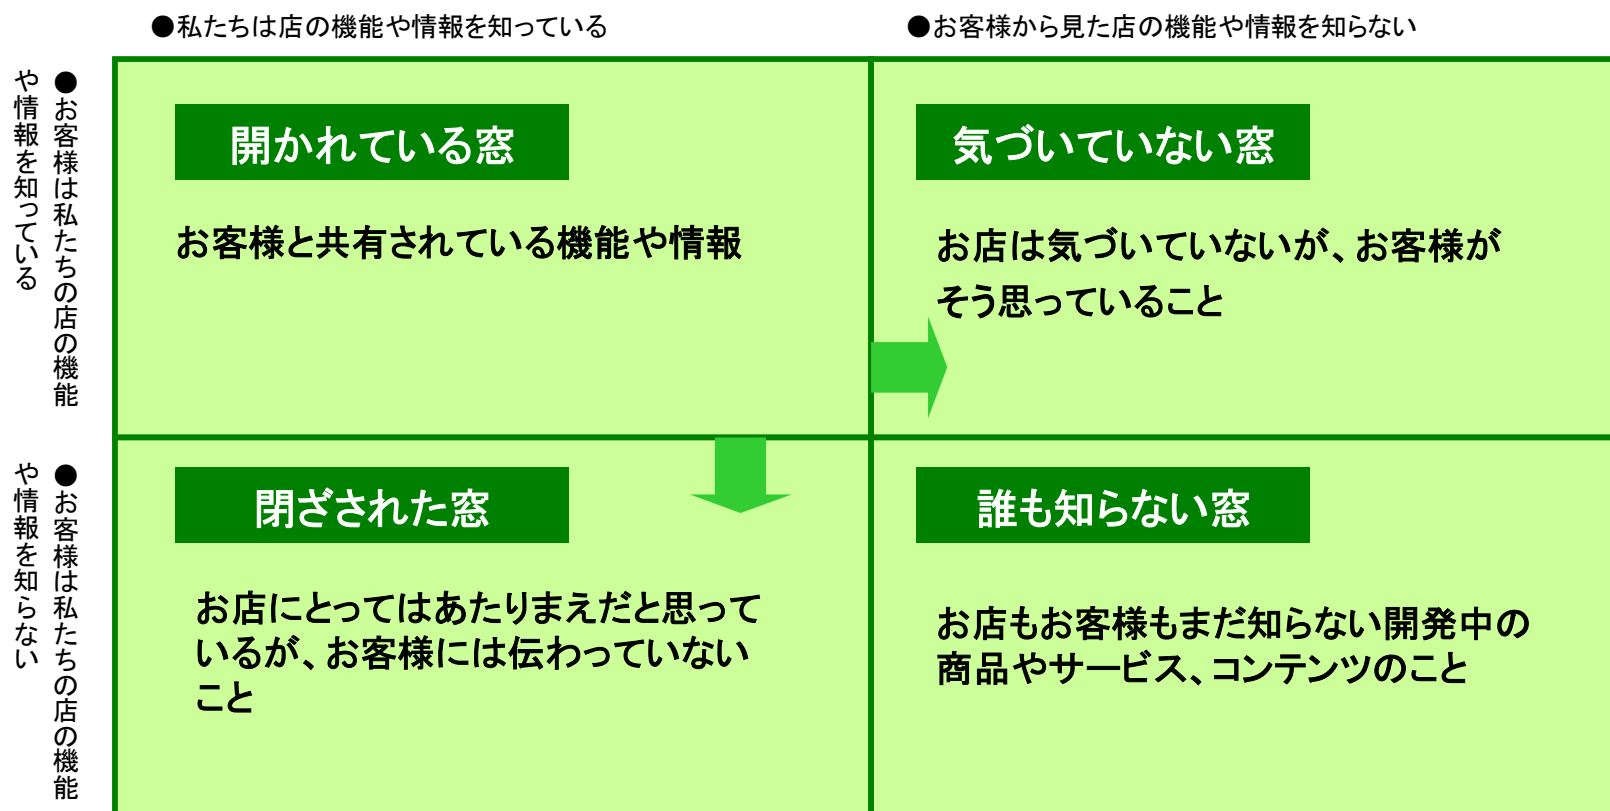 ●私たちは店の機能や情報を知っている
●お客様から見た店の機能や情報を知らない
●お客様は私たちの店の機能
や情報を知っている
開かれている窓
お客様と共有されている機能や情報
気づいていない窓
お店は気づいていないが、お客様が
そう思っていること
●お客様は私たちの店の機能
や情報を知らない
閉ざされた窓
お店にとってはあたりまえだと思って
いるが、お客様には伝わっていない
こと
誰も知らない窓
お店もお客様もまだ知らない開発中の
商品やサービス、コンテンツのこと